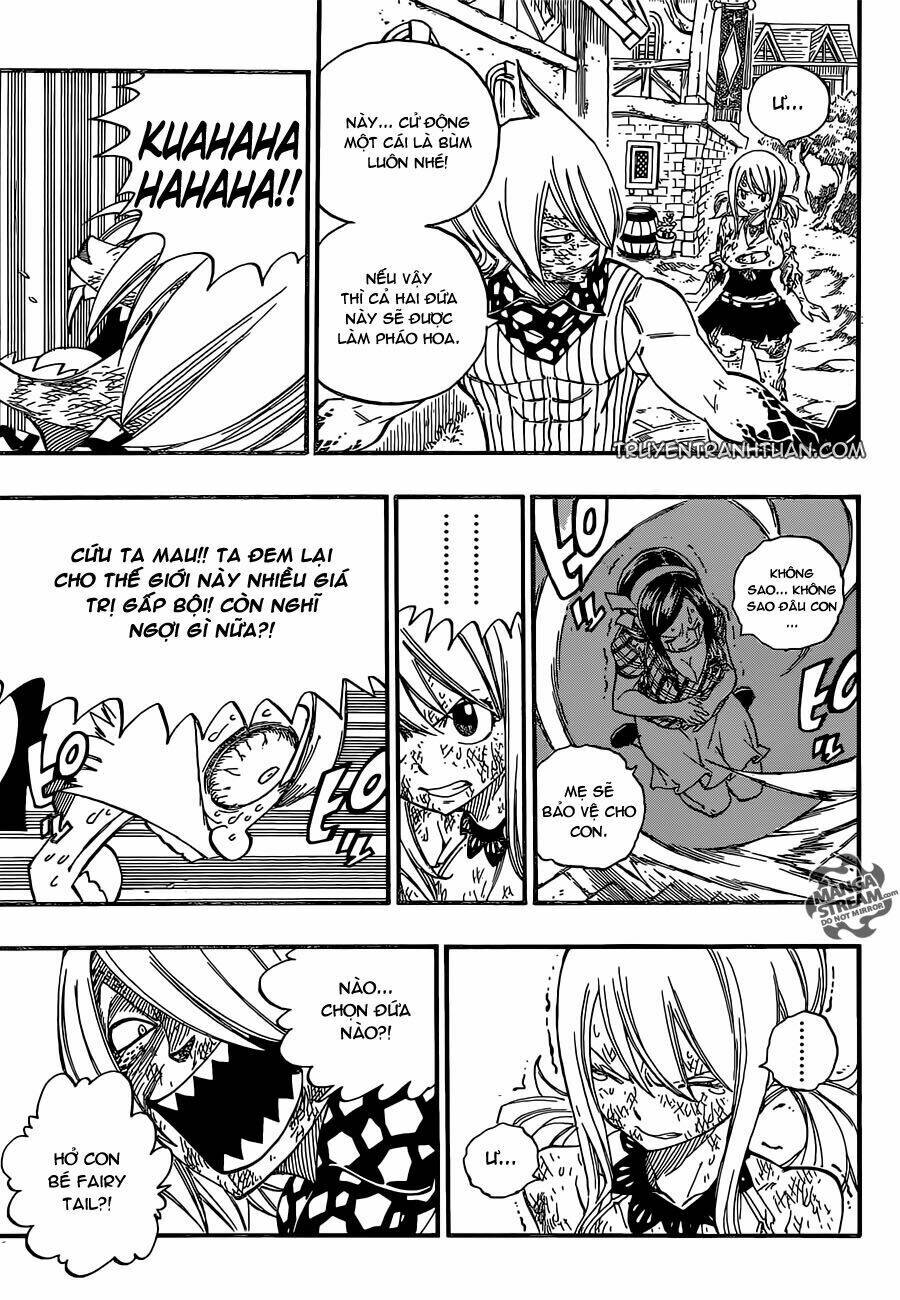 Ư...
NÀY... CỬ ĐỘNG
MỘT CÁI LÀ BÙM
LUÔN NHÉ!
NẾU VẬY
THÌ CẢ HAI ĐỨA
NÀY SẼ ĐƯỢC
LÀM PHÁO HOA.
TRUYENTRANHTUAN.COM
KUAHAHA
HAHAHA!!
KHÔNG
SAO... KHÔNG
SAO ĐÂU CON
...
MẸ SẼ
BẢO VỆ CHO
CON.
MANGA
STREAM.com
DO NOT MIRROR
.......
.......
CỨU TA MAU!! TA ĐEM LẠI
CHO THẾ GIỚI NÀY NHIỀU GIÁ
TRỊ GẤP BỘI! CÒN NGHĨ
NGỢI GÌ NỮA?!
......
Ư...
NÀO...
CHỌN ĐỨA
NÀO?!
HỞ CON
BÉ FAIRY
TAIL?!